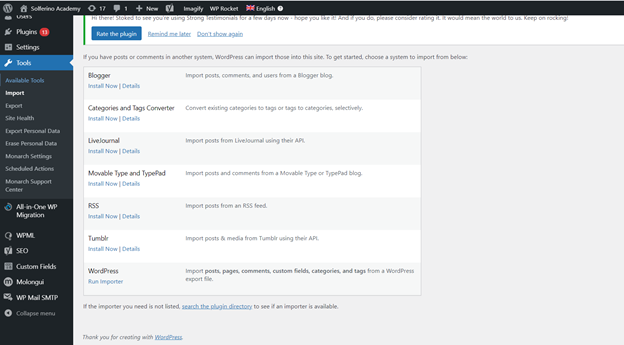 Solferino Academy 17 1 New Imagify WP Rocket English
Hi there! Stoked to see you're using Strong Testimonials for a few days now - hope you like it! And if you do, please consider rating it. It would mean the world to us. Keep on rocking!
Rate the plugin Remind me later Don't show again
Users
Plugins 13
Settings
Tools
Available Tools
Import
Export
Site Health
Export Personal Data
Erase Personal Data
Monarch Settings
Scheduled Actions
Monarch Support
Center
All-in-One WP
Migration
WPML
SEO
Custom Fields
Molongui
WP Mail SMTP
Collapse menu
If you have posts or comments in another system, WordPress can import those into this site. To get started, choose a system to import from below:
Blogger Import posts, comments, and users from a Blogger blog.
Install Now | Details
Categories and Tags Converter Convert existing categories to tags or tags to categories, selectively.
Install Now | Details
LiveJournal Import posts from LiveJournal using their API.
Install Now | Details
Movable Type and TypePad Import posts and comments from a Movable Type or TypePad blog.
Install Now | Details
RSS Import posts from an RSS feed.
Install Now | Details
Tumblr Import posts & media from Tumblr using their API.
Install Now | Details
WordPress Import posts, pages, comments, custom fields, categories, and tags from a WordPress
Run Importer export file.
If the importer you need is not listed, search the plugin directory to see if an importer is available.
Thank you for creating with WordPress.